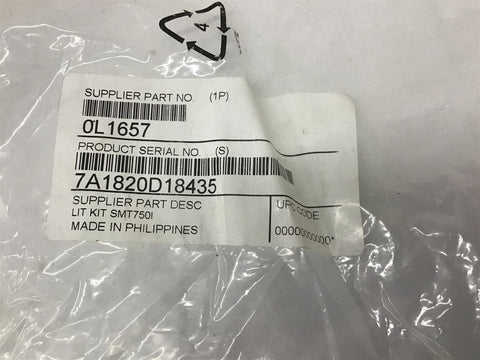 4
SUPPLIER PART NO. (1P)
0L1657
PRODUCT SERIAL NO. (S)
7A1820D18435
SUPPLIER PART DESC
LIT KIT SMT750I
MADE IN PHILIPPINES
UPC CODE
0000000000*